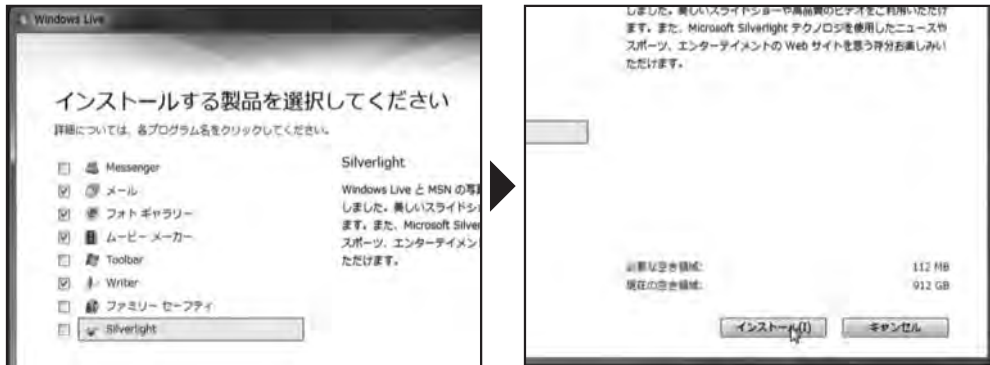 Windows Live
インストールする製品を選択してください
詳細については、各プログラム名をクリックしてください。
Messenger
メール
フォト ギャラリー
ムービー メーカー
Toolbar
Writer
ファミリー セーフティ
Silverlight
Silverlight
Windows Live と MSN の写
しました。美しいスライドシ
ます。また、Microsoft Silver
スポーツ、エンターテイメン
ただけます。
しました。美しいスライドショーや高品質のビデオをご利用いただけ
ます。また、Microsoft Silverlight テクノロジを使用したニュースや
スポーツ、エンターテイメントの Web サイトを思う存分お楽しみい
ただけます。
必要な空き領域: 112 MB
現在の空き領域: 912 GB
インストール(I) キャンセル